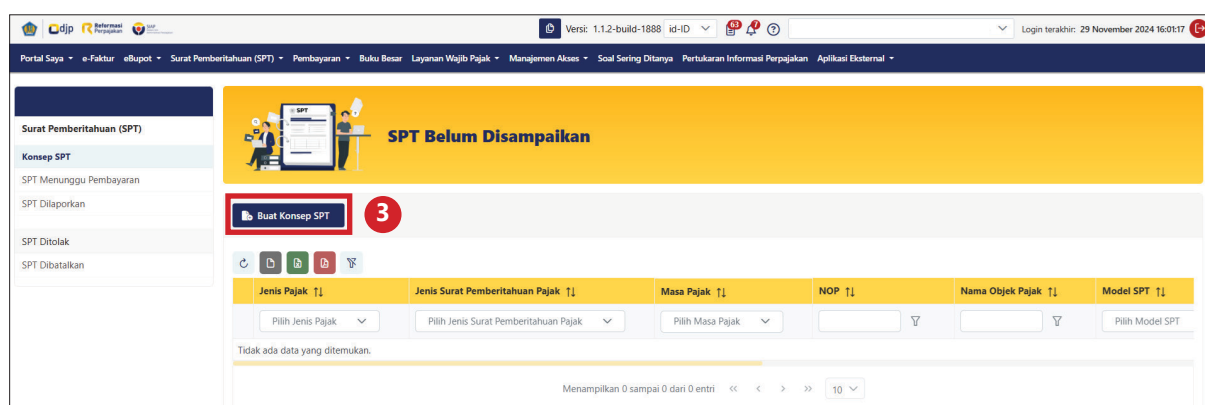 djp Reformasi Perpajakan SIAP Versi: 1.1.2-build-1888 id-ID 63 Login terakhir: 29 November 2024 16:01:17
Portal Saya e-Faktur eBupot Surat Pemberitahuan (SPT) Pembayaran Buku Besar Layanan Wajib Pajak Manajemen Akses Soal Sering Ditanya Pertukaran Informasi Perpajakan Aplikasi Eksternal
Surat Pemberitahuan (SPT)
Konsep SPT
SPT Menunggu Pembayaran
SPT Dilaporkan
SPT Ditolak
SPT Dibatalkan
SPT
SPT Belum Disampaikan
Buat Konsep SPT 3
Jenis Pajak Jenis Surat Pemberitahuan Pajak Masa Pajak NOP Nama Objek Pajak Model SPT
Pilih Jenis Pajak Pilih Jenis Surat Pemberitahuan Pajak Pilih Masa Pajak Pilih Model SPT
Tidak ada data yang ditemukan.
Menampilkan 0 sampai 0 dari 0 entri << < > >> 10